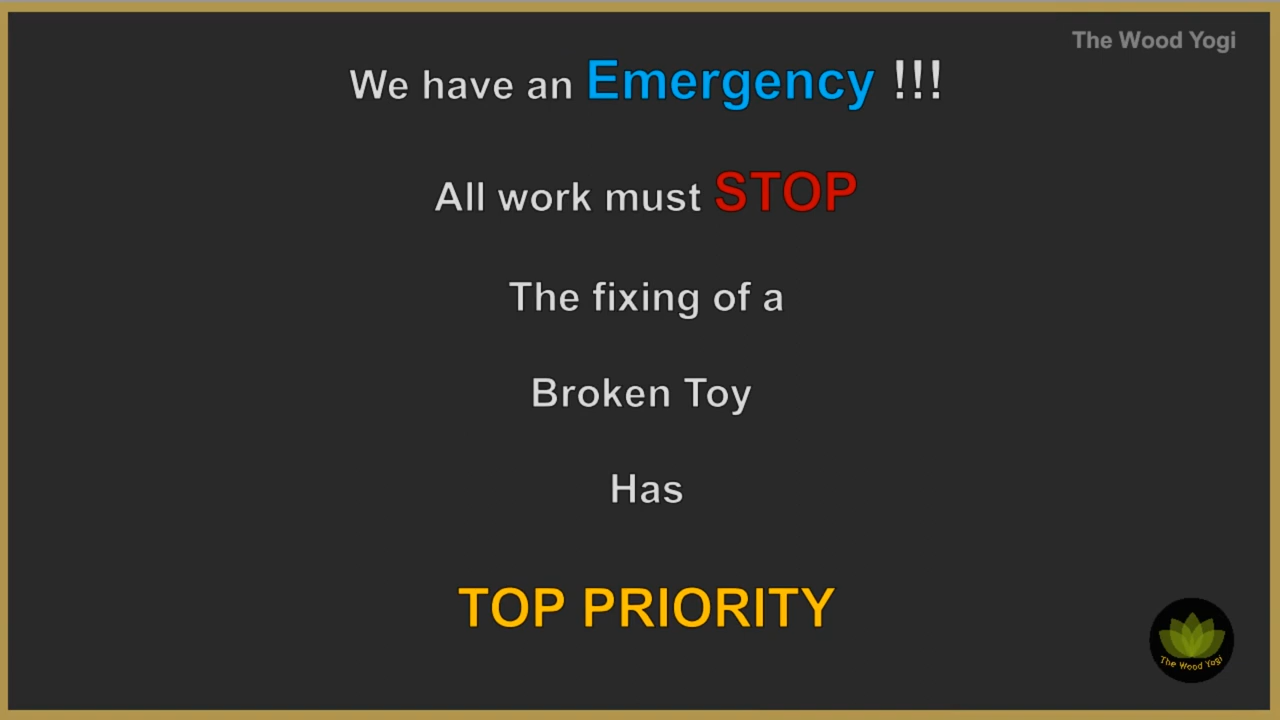 The Wood Yogi
We have an Emergency !!!
All work must STOP
The fixing of a
Broken Toy
Has
TOP PRIORITY
The Wood Yogi